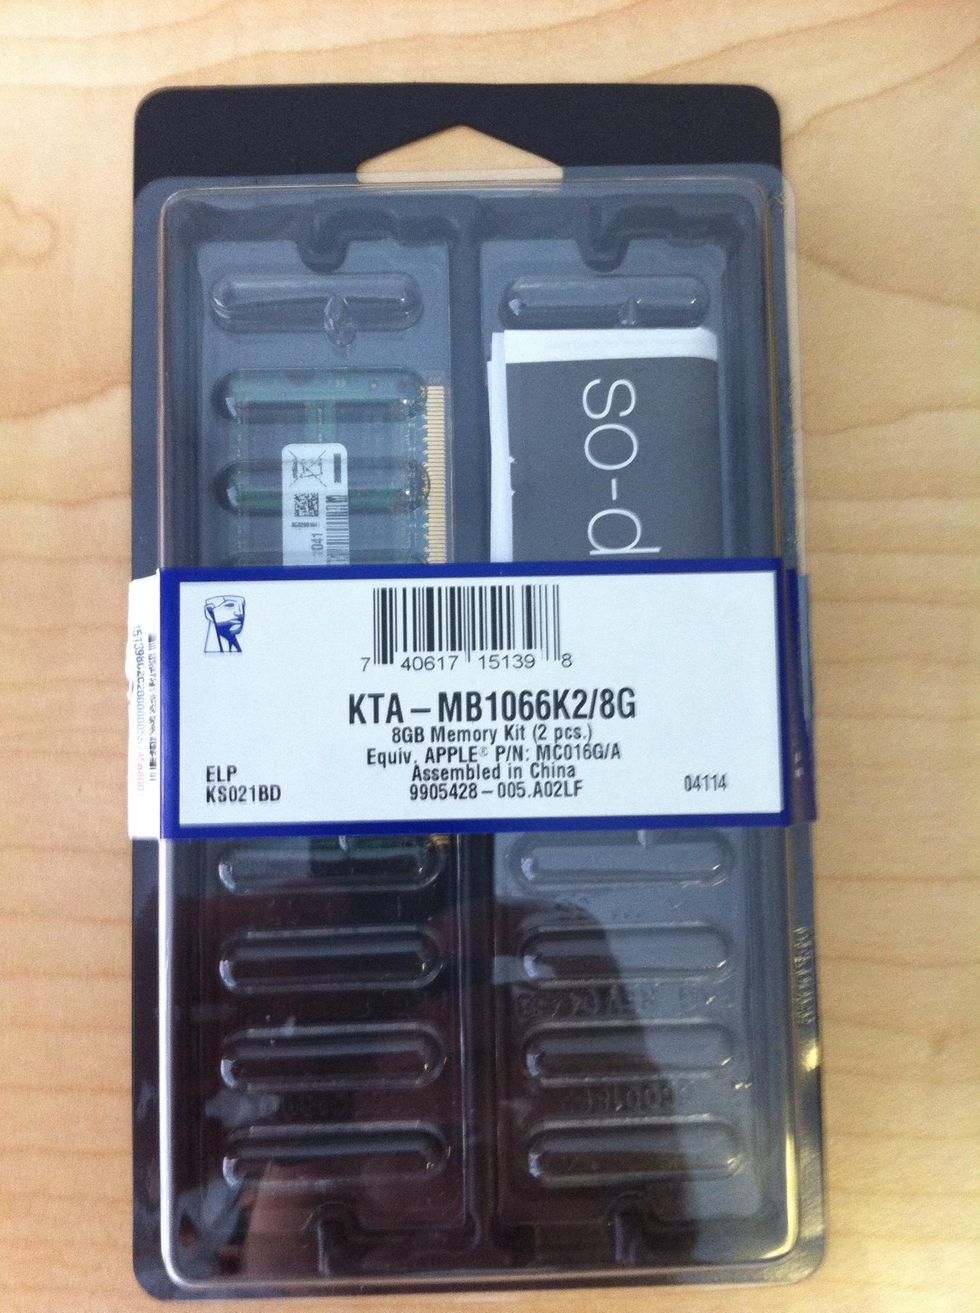 so-p
1041
7 40617 15139 8
KTA-MB1066K2/8G
8GB Memory Kit (2 pcs.)
Equiv. APPLE® P/N: MC016G/A
Assembled in China
9905428-005.A02LF
ELP
KS021BD
04114